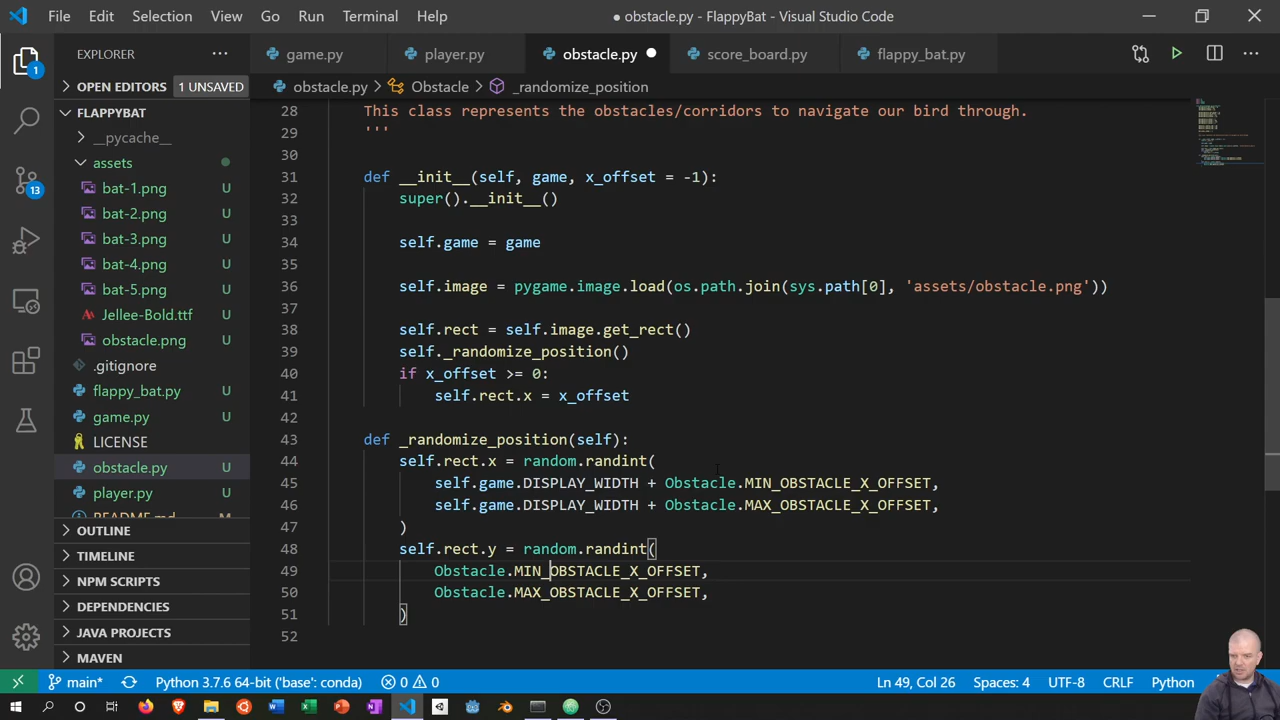 File Edit Selection View Go Run Terminal Help ● obstacle.py - FlappyBat - Visual Studio Code
EXPLORER ··· game.py player.py obstacle.py ● score_board.py flappy_bat.py
OPEN EDITORS 1 UNSAVED
obstacle.py > Obstacle > _randomize_position
FLAPPYBAT
__pycache__
assets
bat-1.png U
bat-2.png U
bat-3.png U
bat-4.png U
bat-5.png U
Jellee-Bold.ttf U
obstacle.png U
.gitignore
flappy_bat.py U
game.py U
LICENSE
obstacle.py U
player.py U
README.md
OUTLINE
TIMELINE
NPM SCRIPTS
DEPENDENCIES
JAVA PROJECTS
MAVEN
1
13
28 This class represents the obstacles/corridors to navigate our bird through.
29 '''
30
31 def __init__(self, game, x_offset = -1):
32 super().__init__()
33
34 self.game = game
35
36 self.image = pygame.image.load(os.path.join(sys.path[0], 'assets/obstacle.png'))
37
38 self.rect = self.image.get_rect()
39 self._randomize_position()
40 if x_offset >= 0:
41 self.rect.x = x_offset
42
43 def _randomize_position(self):
44 self.rect.x = random.randint(
45 self.game.DISPLAY_WIDTH + Obstacle.MIN_OBSTACLE_X_OFFSET,
46 self.game.DISPLAY_WIDTH + Obstacle.MAX_OBSTACLE_X_OFFSET,
47 )
48 self.rect.y = random.randint(
49 Obstacle.MIN_OBSTACLE_X_OFFSET,
50 Obstacle.MAX_OBSTACLE_X_OFFSET,
51 )
52
main* Python 3.7.6 64-bit ('base': conda) 0 0 Ln 49, Col 26 Spaces: 4 UTF-8 CRLF Python